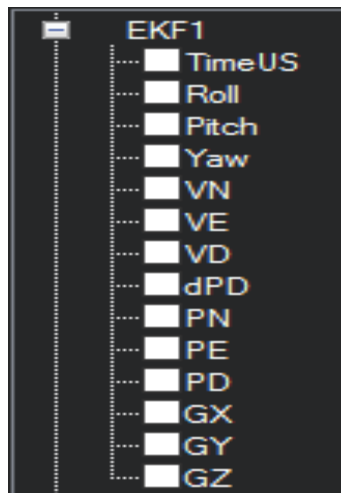 EKF1
TimeUS
Roll
Pitch
Yaw
VN
VE
VD
dPD
PN
PE
PD
GX
GY
GZ